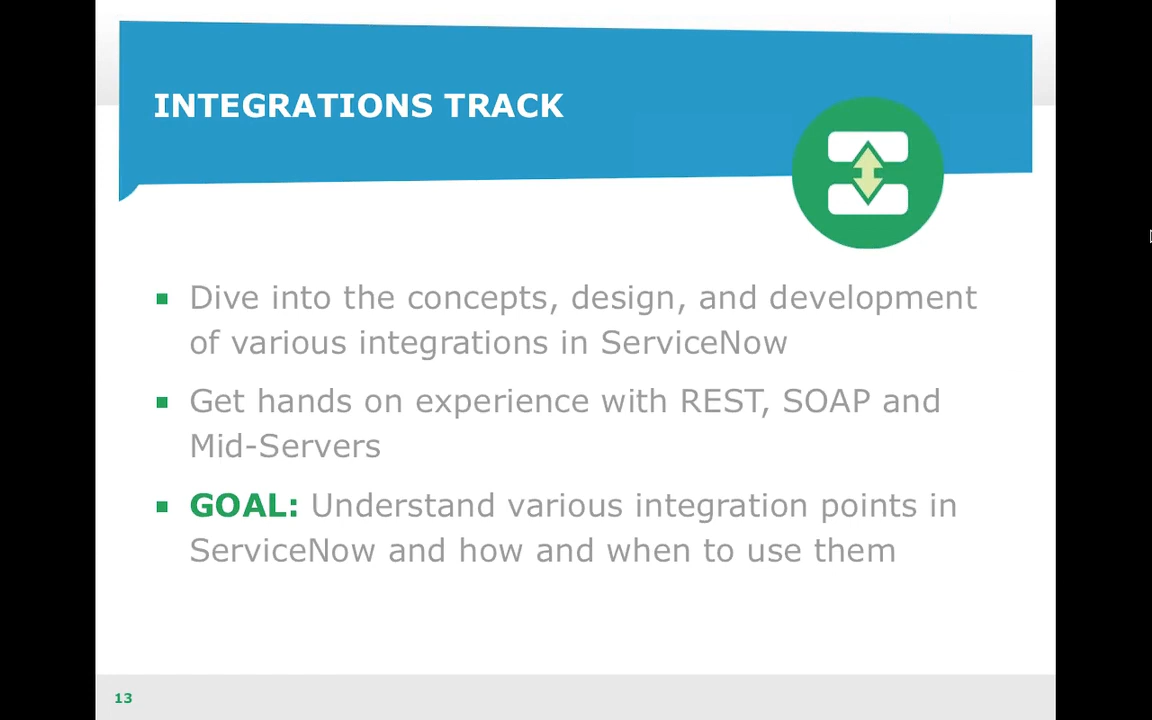 INTEGRATIONS TRACK
Dive into the concepts, design, and development
of various integrations in ServiceNow
Get hands on experience with REST, SOAP and
Mid-Servers
GOAL: Understand various integration points in
ServiceNow and how and when to use them
13